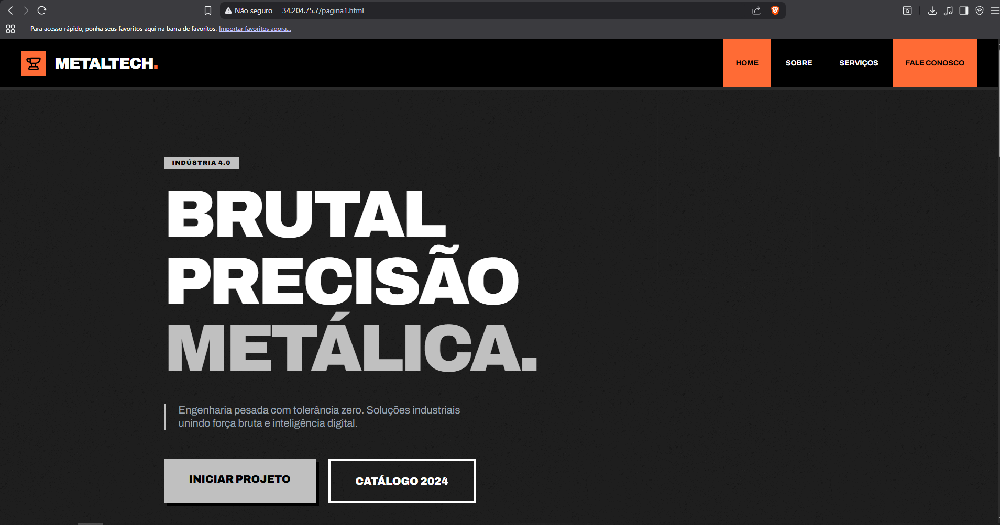 Não seguro 34.204.75.7/pagina1.html
Para acesso rápido, ponha seus favoritos aqui na barra de favoritos. Importar favoritos agora...
METALTECH.
HOME
SOBRE
SERVIÇOS
FALE CONOSCO
INDÚSTRIA 4.0
BRUTAL
PRECISÃO
METÁLICA.
Engenharia pesada com tolerância zero. Soluções industriais
unindo força bruta e inteligência digital.
INICIAR PROJETO
CATÁLOGO 2024